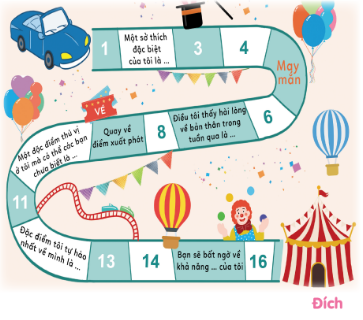 1
Một sở thích
độc biệt
của tôi là ...
3
4
May
mắn
6
Điều tôi thấy hài lòng
về bản thân trong
tuần qua là ...
8
Quay về
điểm xuất phát
VÉ
Một độc điểm thú vị
ở tôi mà có thể các bạn
chưa biết là ...
11
Độc điểm tôi tự hào
nhất về mình là ...
13
14
Bạn sẽ bất ngờ về
khả năng ... của tôi
16
Đích